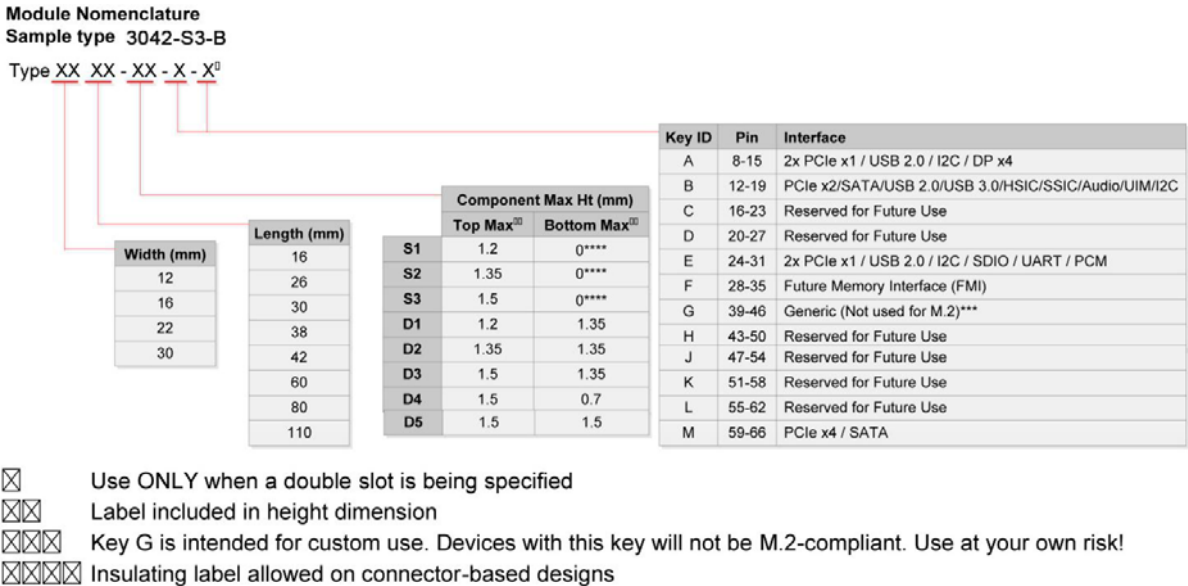 Module Nomenclature
Sample type 3042-S3-B
Type XX XX - XX - X - X▯
Key ID Pin Interface
A 8-15 2x PCIe x1 / USB 2.0 / I2C / DP x4
B 12-19 PCIe x2/SATA/USB 2.0/USB 3.0/HSIC/SSIC/Audio/UIM/I2C
C 16-23 Reserved for Future Use
D 20-27 Reserved for Future Use
E 24-31 2x PCIe x1 / USB 2.0 / I2C / SDIO / UART / PCM
F 28-35 Future Memory Interface (FMI)
G 39-46 Generic (Not used for M.2)***
H 43-50 Reserved for Future Use
J 47-54 Reserved for Future Use
K 51-58 Reserved for Future Use
L 55-62 Reserved for Future Use
M 59-66 PCIe x4 / SATA
Component Max Ht (mm)
Top Max▯▯ Bottom Max▯▯
S1 1.2 0****
S2 1.35 0****
S3 1.5 0****
D1 1.2 1.35
D2 1.35 1.35
D3 1.5 1.35
D4 1.5 0.7
D5 1.5 1.5
Length (mm)
16
26
30
38
42
60
80
110
Width (mm)
12
16
22
30
☒ Use ONLY when a double slot is being specified
☒☒ Label included in height dimension
☒☒☒ Key G is intended for custom use. Devices with this key will not be M.2-compliant. Use at your own risk!
☒☒☒☒ Insulating label allowed on connector-based designs